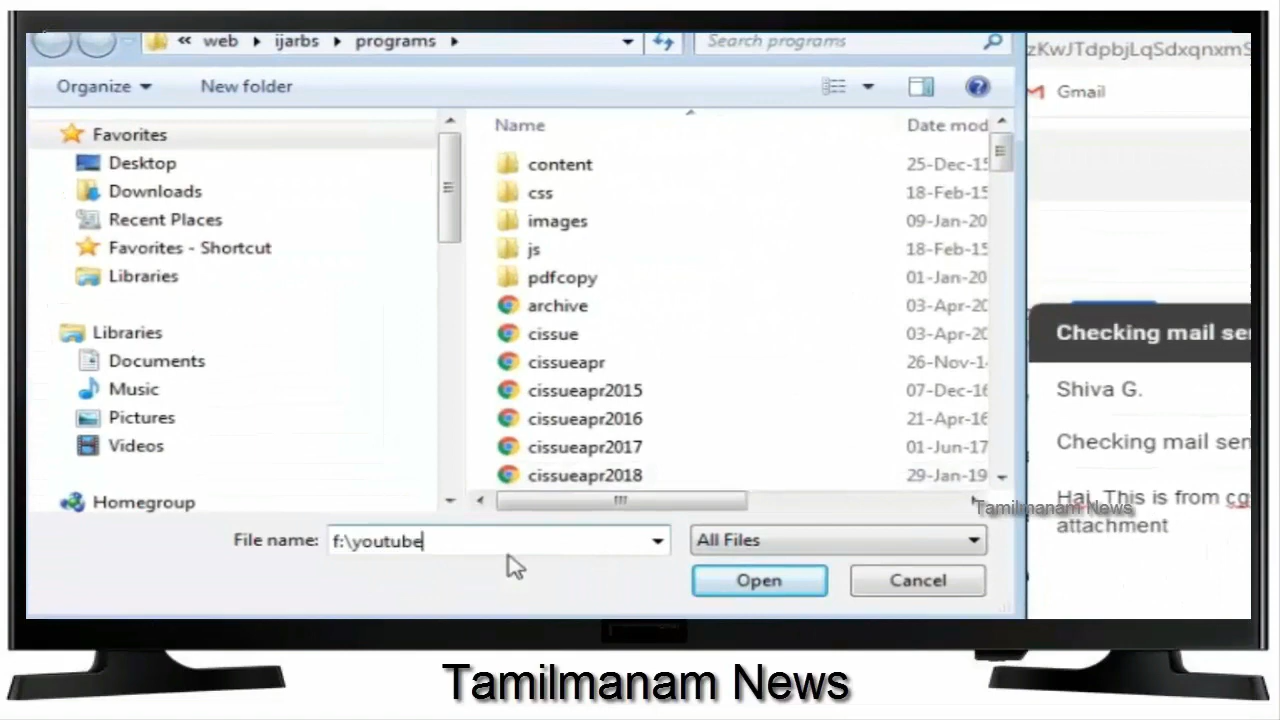 web ijarbs programs
Search programs
zKwJTdpbjLqSdxqnxmS
Organize
New folder
Gmail
Favorites
Desktop
Downloads
Recent Places
Favorites - Shortcut
Libraries
Libraries
Documents
Music
Pictures
Videos
Homegroup
Name
Date mod
content
25-Dec-15
css
18-Feb-15
images
09-Jan-20
js
18-Feb-15
pdfcopy
01-Jan-20
archive
03-Apr-20
cissue
03-Apr-20
cissueapr
26-Nov-14
cissueapr2015
07-Dec-16
cissueapr2016
21-Apr-16
cissueapr2017
01-Jun-17
cissueapr2018
29-Jan-19
Checking mail se
Shiva G.
Checking mail sen
Hai, This is from
attachment
Tamilmanam News
File name:
f:\youtube
All Files
Open
Cancel
Tamilmanam News